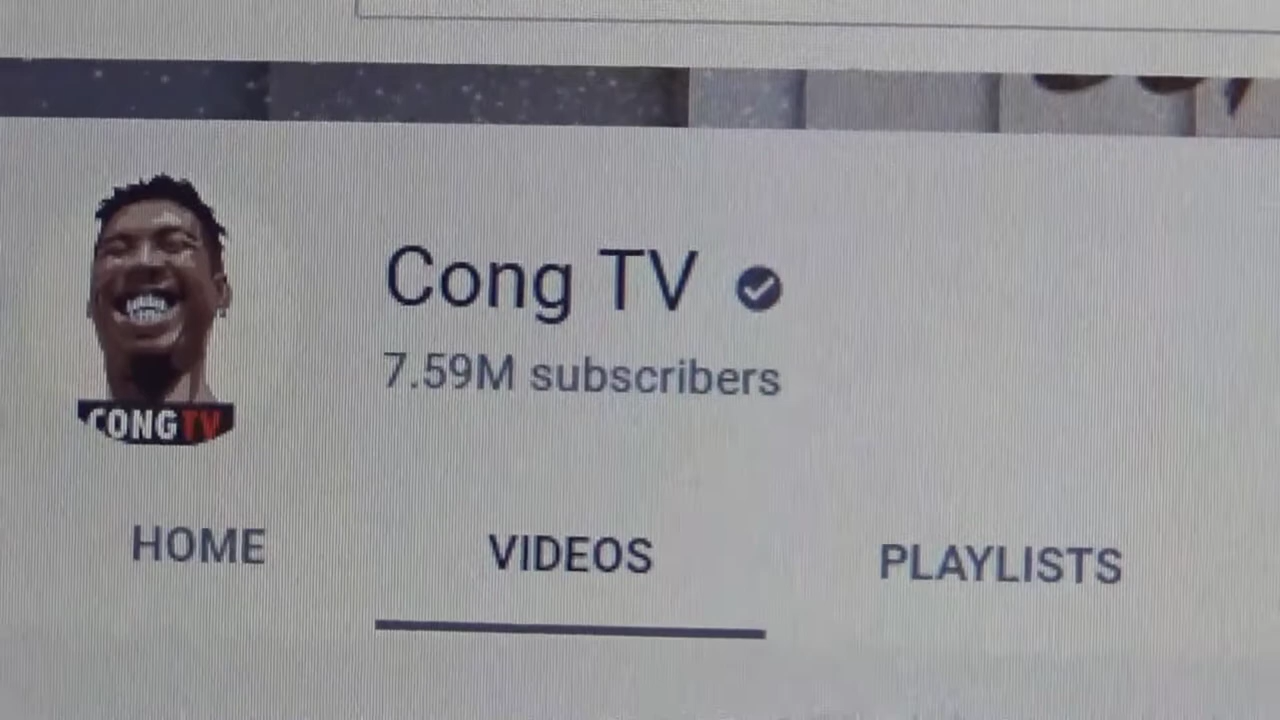 Cong TV
7.59M subscribers
CONGTV
HOME
VIDEOS
PLAYLISTS